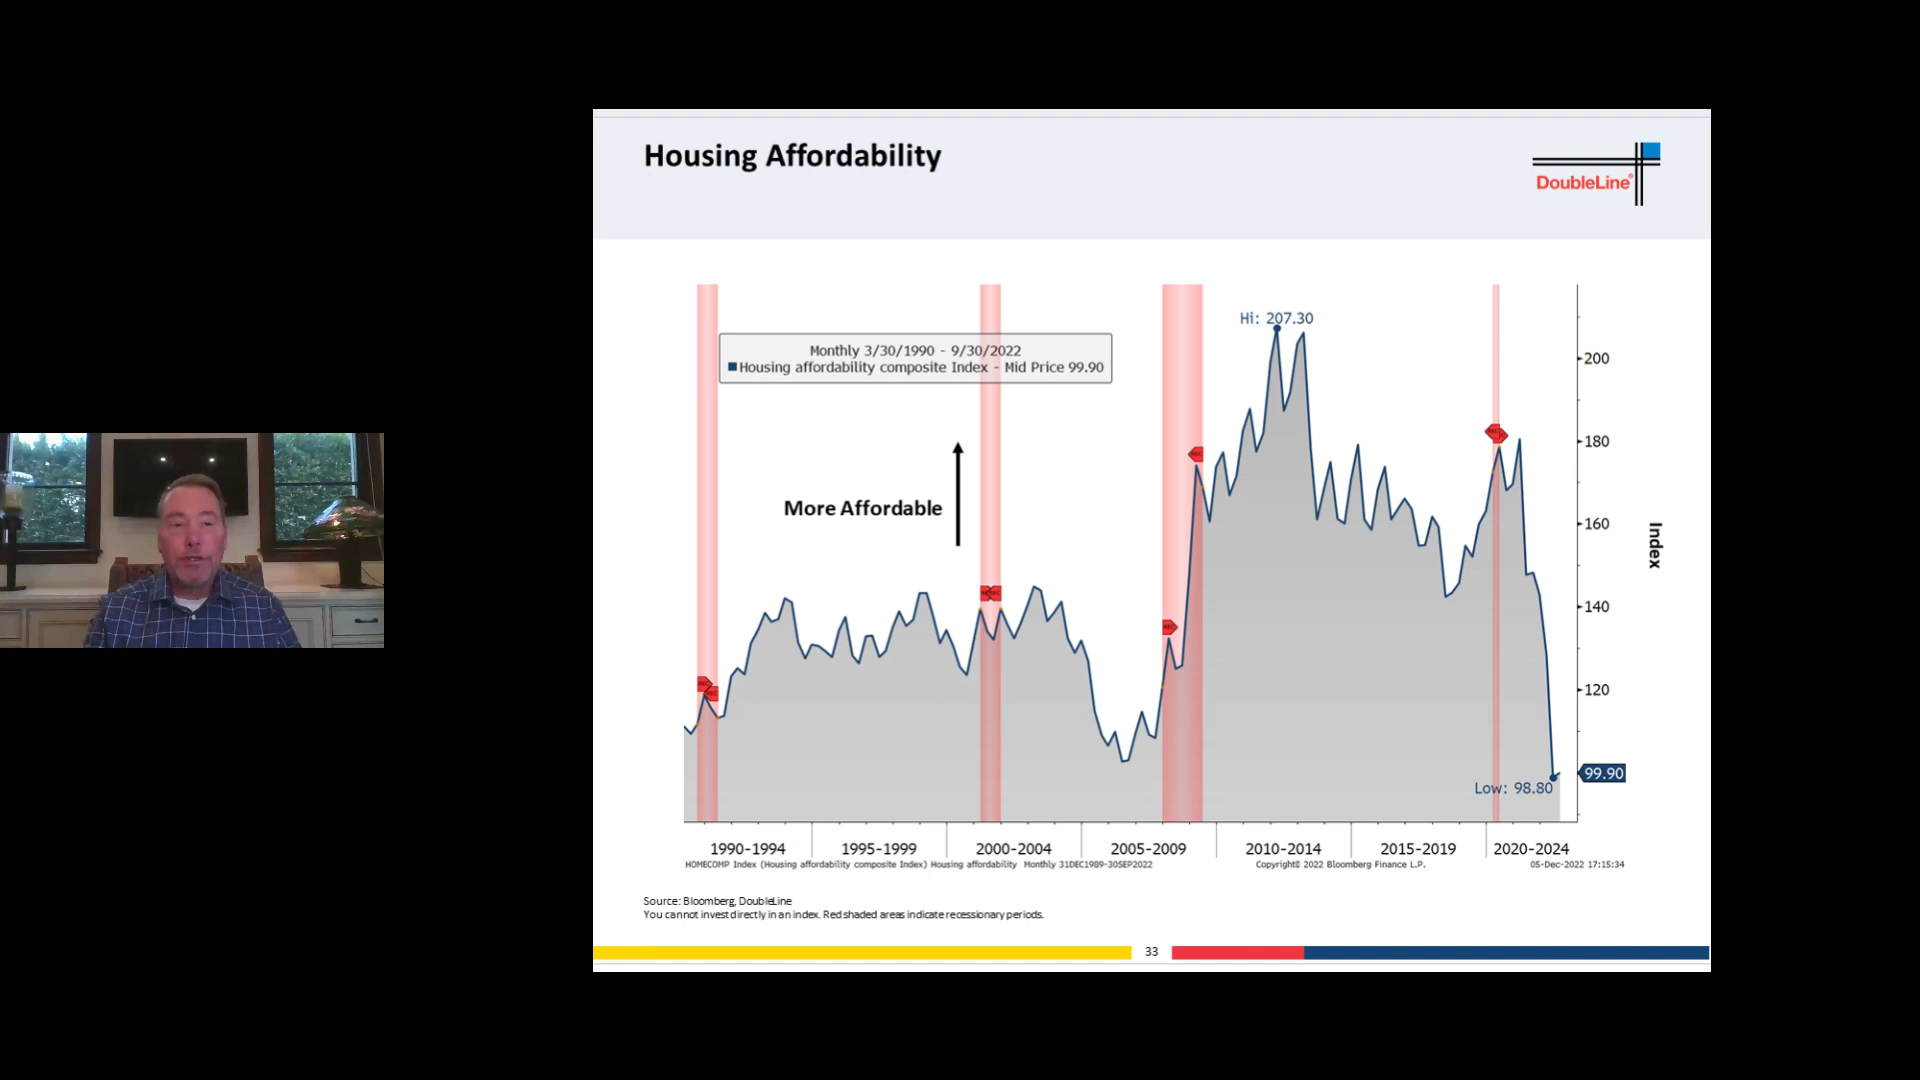 Housing Affordability
DoubleLine®
Hi: 207.30
Monthly 3/30/1990 - 9/30/2022
Housing affordability composite Index - Mid Price 99.90
200
180
More Affordable
160
Index
140
120
99.90
Low: 98.80
1990-1994 1995-1999 2000-2004 2005-2009 2010-2014 2015-2019 2020-2024
HOMECOMP Index (Housing affordability composite Index) Housing affordability Monthly 31DEC1989-30SEP2022 Copyright© 2022 Bloomberg Finance L.P. 05-Dec-2022 17:15:34
Source: Bloomberg, DoubleLine
You cannot invest directly in an index. Red shaded areas indicate recessionary periods.
33